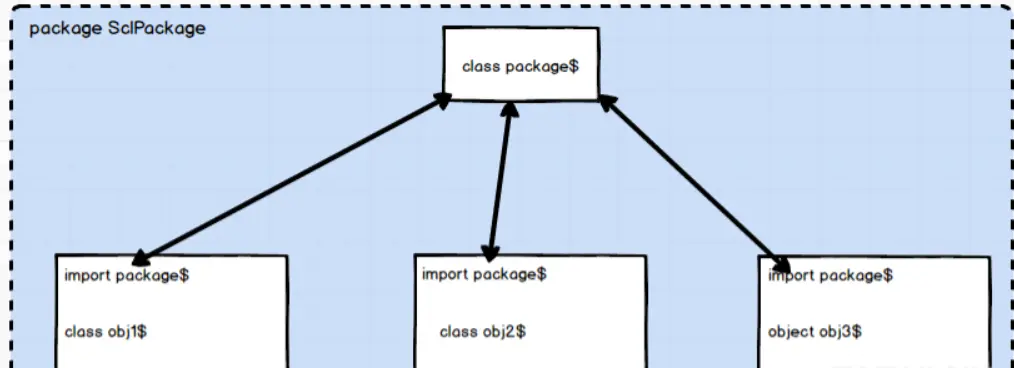 package SclPackage
class package$
import package$
class obj1$
import package$
class obj2$
import package$
object obj3$